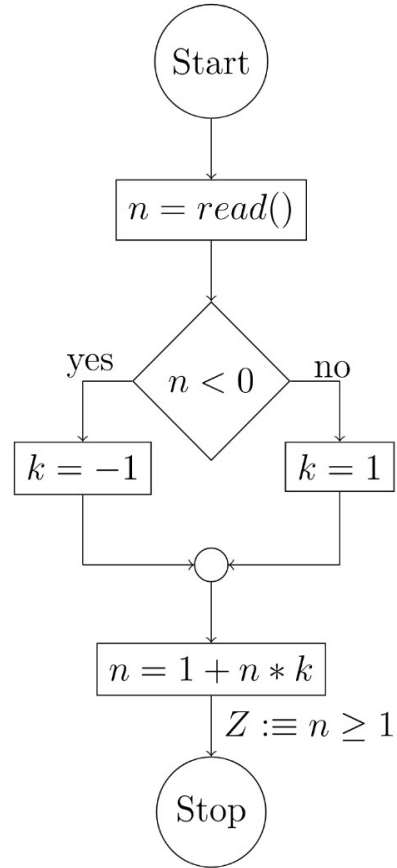 Start
n = read()
yes
n < 0
no
k = −1
k = 1
n = 1 + n ∗ k
Z :≡ n ≥ 1
Stop